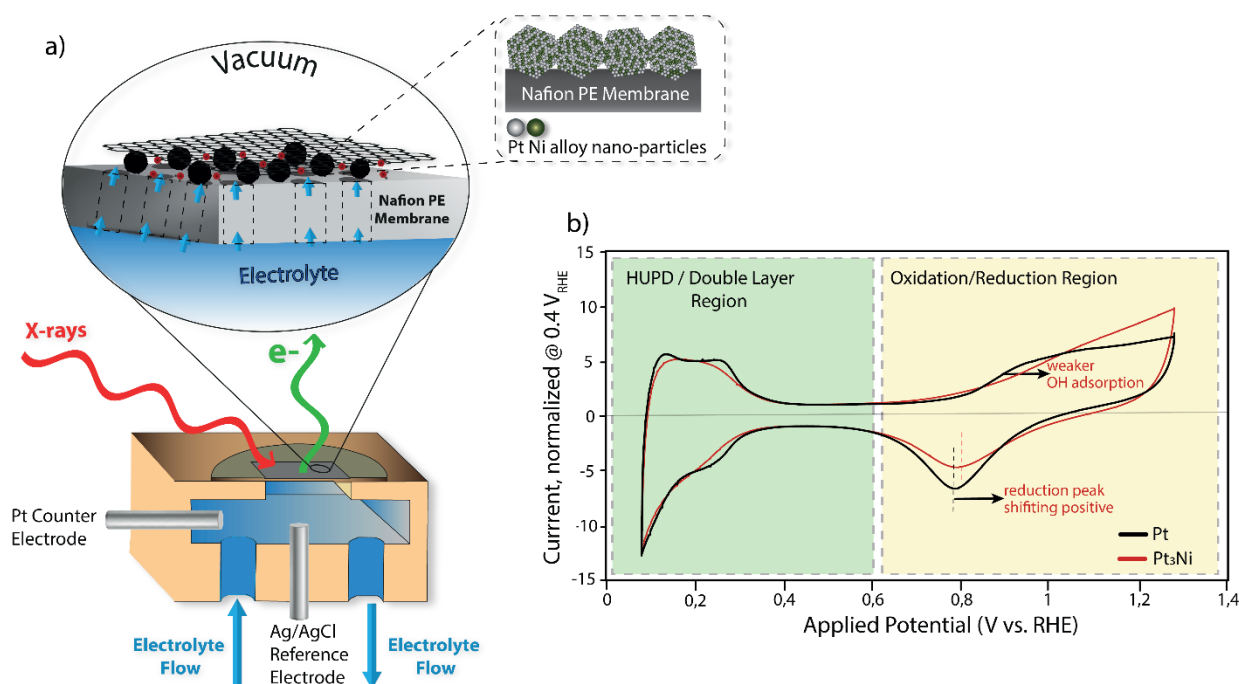 a)
Vacuum
Nafion PE Membrane
Pt Ni alloy nano-particles
Nafion PE
Membrane
Electrolyte
X-rays
e-
Pt Counter
Electrode
Electrolyte
Flow
Ag/AgCl
Reference
Electrode
Electrolyte
Flow
b)
Currrent, normalized @ 0.4 V_RHE
15
10
5
0
-5
-10
-15
HUPD / Double Layer
Region
Oxidation/Reduction Region
weaker
OH adsorption
reduction peak
shifiting positive
Pt
Pt₃Ni
0
0,2
0,4
0,6
0,8
1
1,2
1,4
Applied Potential (V vs. RHE)